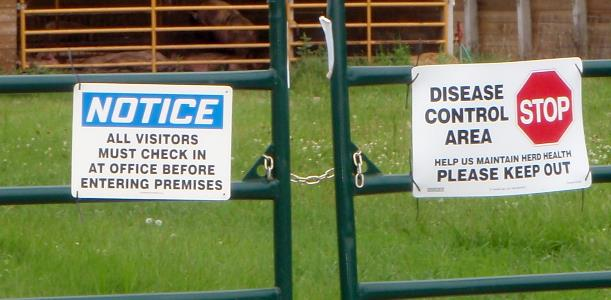 NOTICE
ALL VISITORS
MUST CHECK IN
AT OFFICE BEFORE
ENTERING PREMISES
DISEASE
CONTROL
AREA
STOP
HELP US MAINTAIN HERD HEALTH
PLEASE KEEP OUT